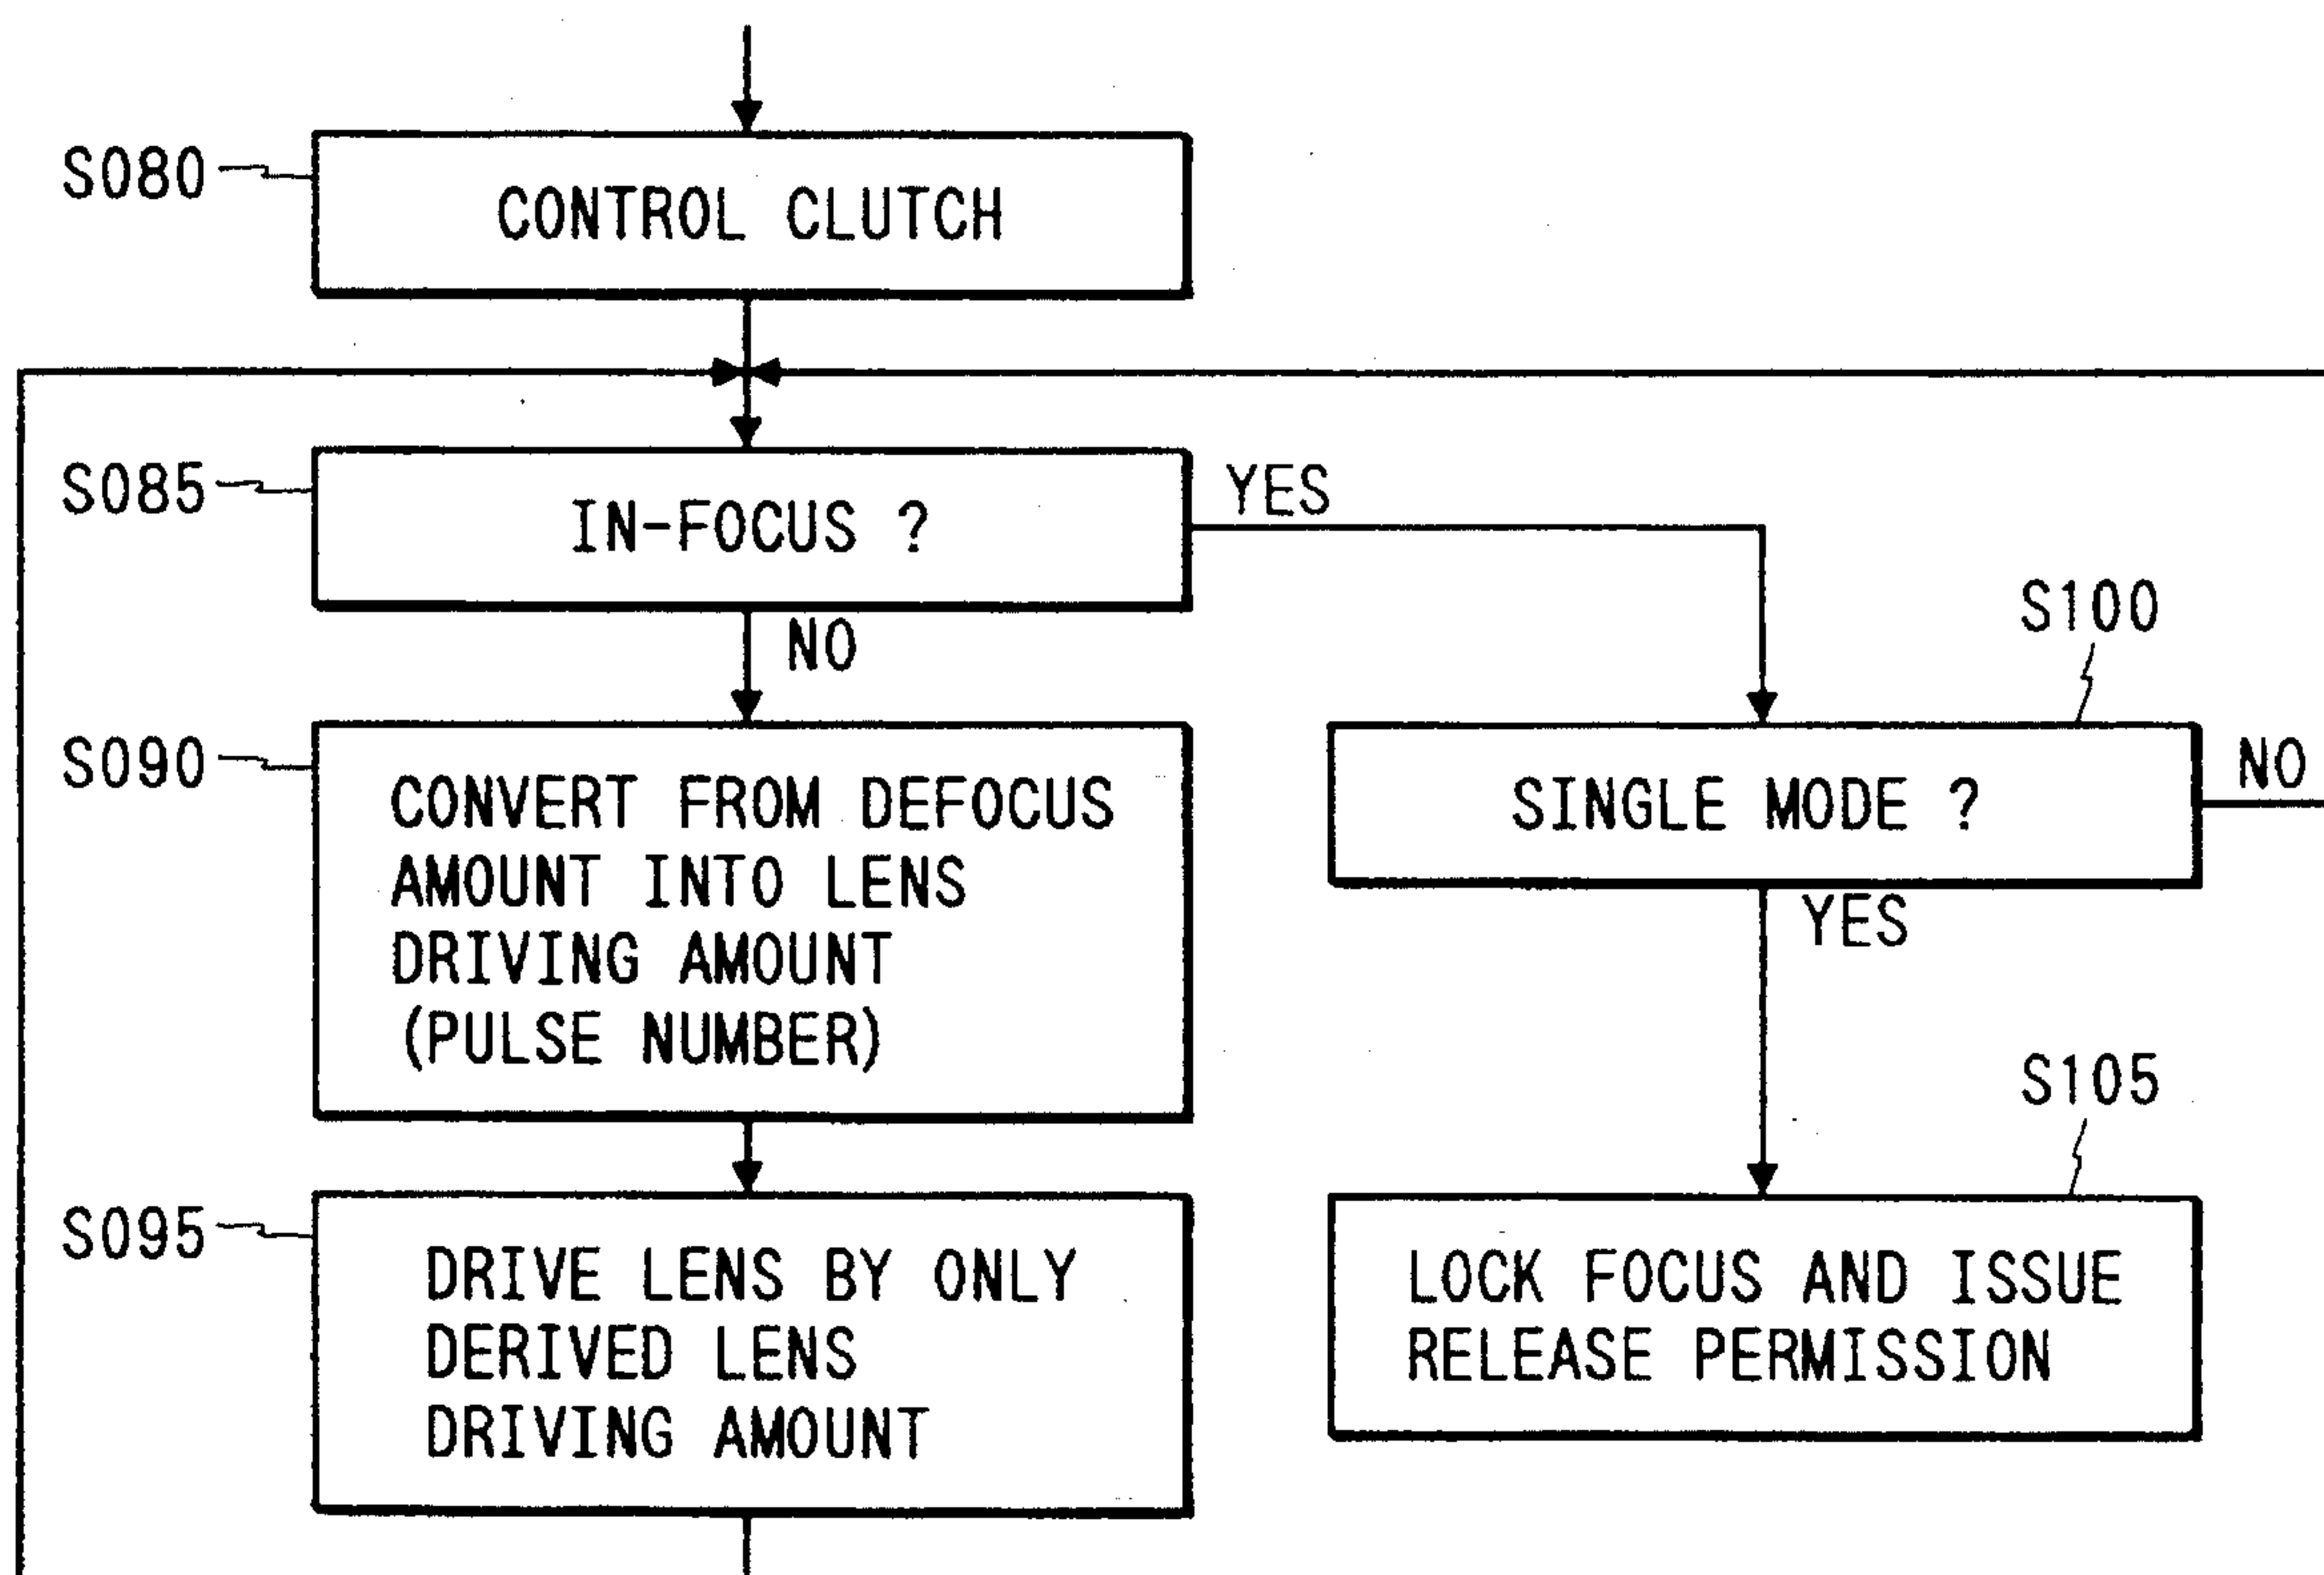 S080
CONTROL CLUTCH
S085
IN-FOCUS ?
YES
NO
S100
S090
CONVERT FROM DEFOCUS
AMOUNT INTO LENS
DRIVING AMOUNT
(PULSE NUMBER)
SINGLE MODE ?
NO
YES
S105
S095
DRIVE LENS BY ONLY
DERIVED LENS
DRIVING AMOUNT
LOCK FOCUS AND ISSUE
RELEASE PERMISSION